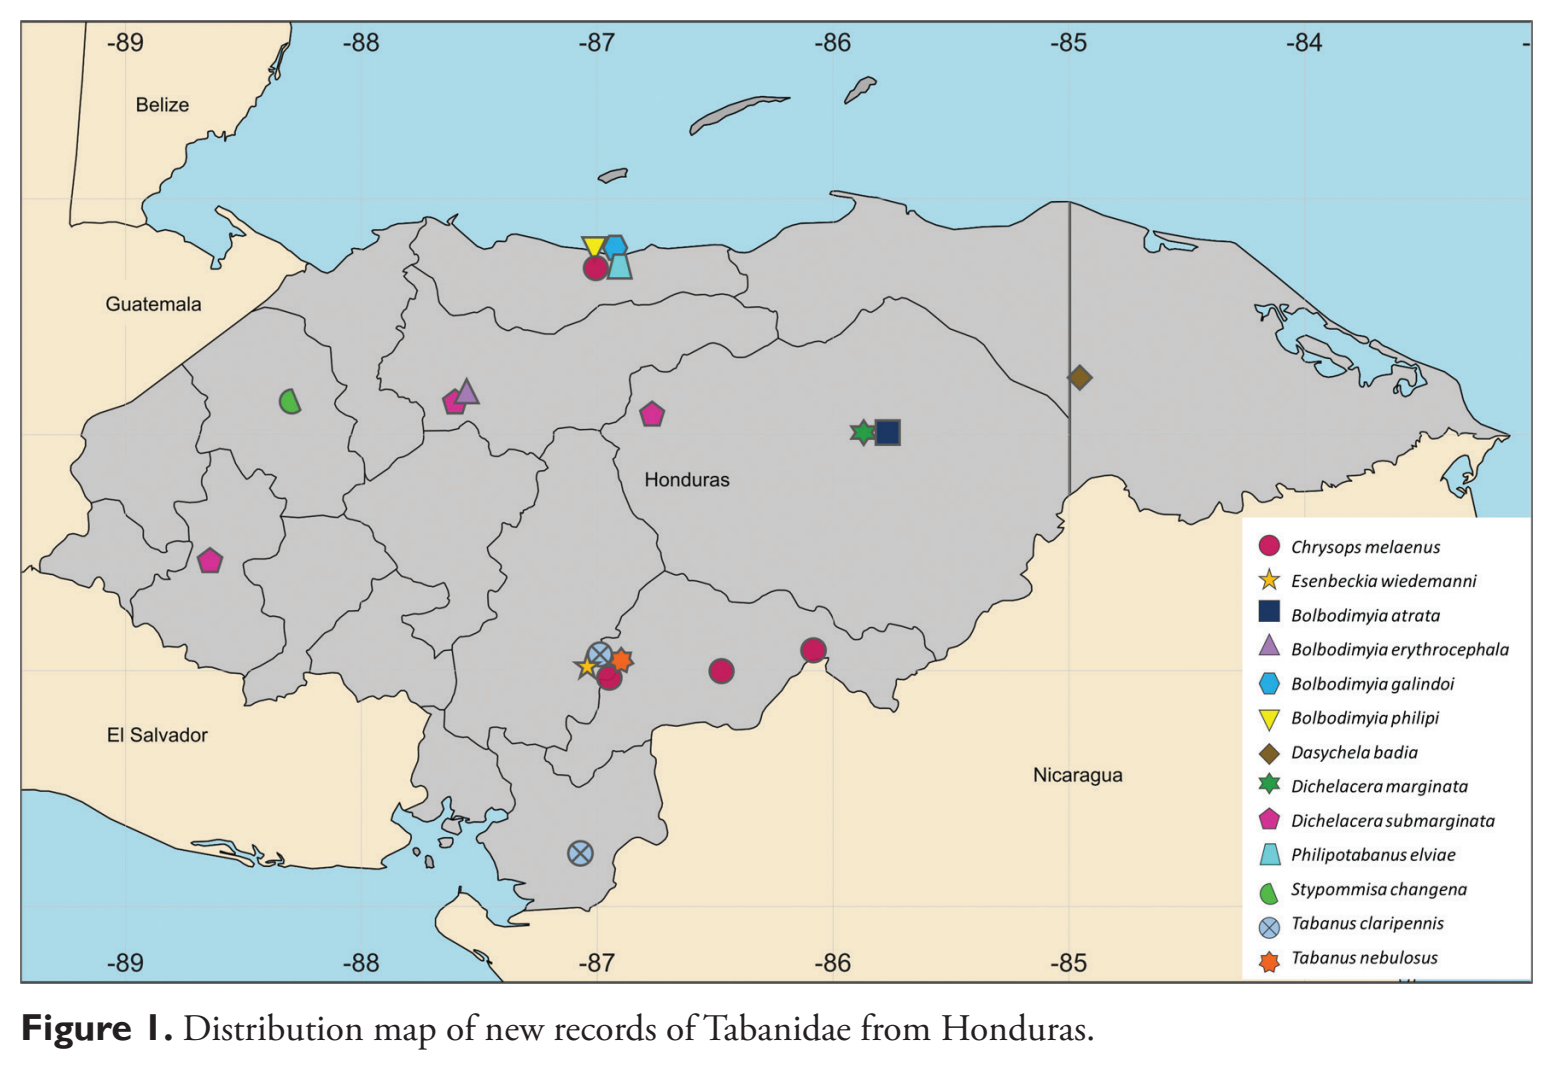 -89 -88 -87 -86 -85 -84 -
Belize
Guatemala
Honduras
El Salvador
Nicaragua
Chrysops melaenus
Esenbeckia wiedemanni
Bolbodimyia atrata
Bolbodimyia erythrocephala
Bolbodimyia galindoi
Bolbodimyia philipi
Dasychela badia
Dichelacera marginata
Dichelacera submarginata
Philipotabanus elviae
Stypommisa changena
Tabanus claripennis
Tabanus nebulosus
-89 -88 -87 -86 -85
Figure 1. Distribution map of new records of Tabanidae from Honduras.